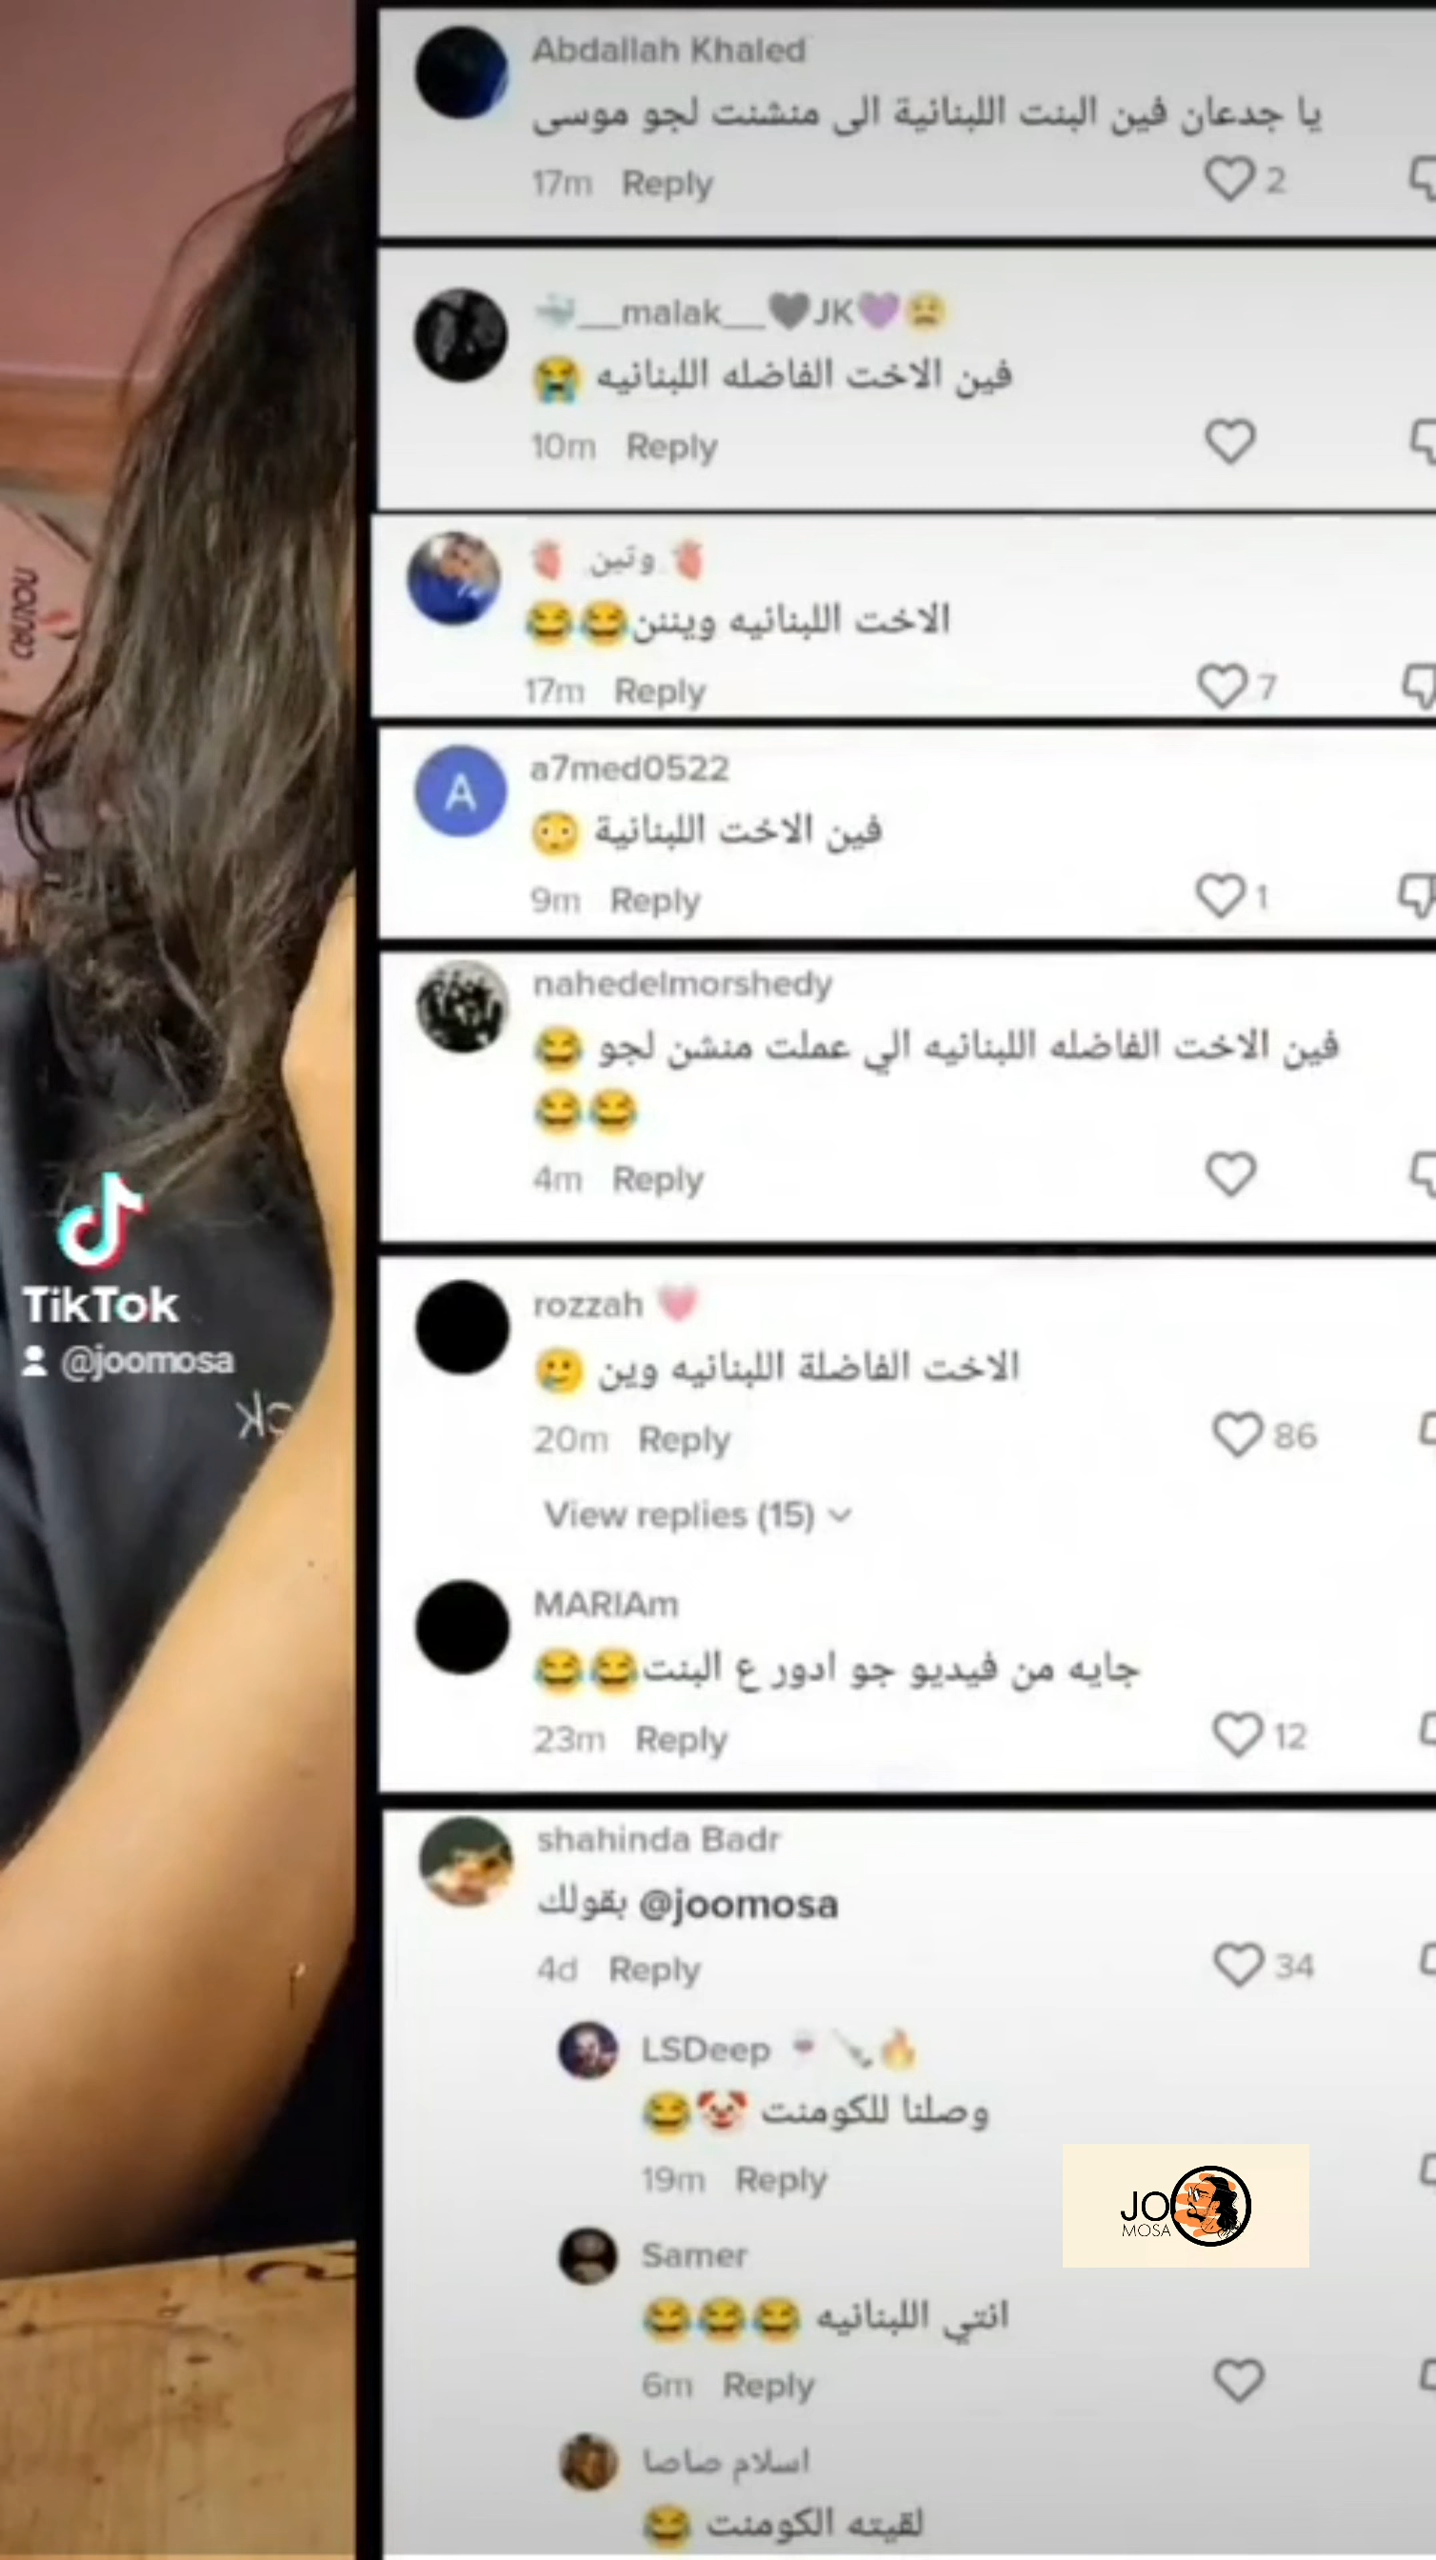 Abdallah Khaled
يا جدعان فين البنت اللبنانية الى منشنت لجو موسى
17m Reply 2
__malak__🖤JK💜
فين الاخت الفاضله اللبنانيه 😭
10m Reply
🫀 وتين 🫀
الاخت اللبنانيه ويننن😂😂
17m Reply 7
A
a7med0522
فين الاخت اللبنانية 😳
9m Reply 1
nahedelmorshedy
فين الاخت الفاضله اللبنانيه الي عملت منشن لجو 😂
😂😂
4m Reply
rozzah 💗
الاخت الفاضلة اللبنانيه وين 🥲
20m Reply 86
View replies (15)
MARIAm
جايه من فيديو جو ادور ع البنت😂😂
23m Reply 12
shahinda Badr
بقولك @joomosa
4d Reply 34
LSDeep 🍷🔪🔥
وصلنا للكومنت 🤡😂
19m Reply
Samer
انتي اللبنانيه 😂😂😂
6m Reply
اسلام صاصا
لقيته الكومنت 😂
TikTok
@joomosa
JO
MOSA